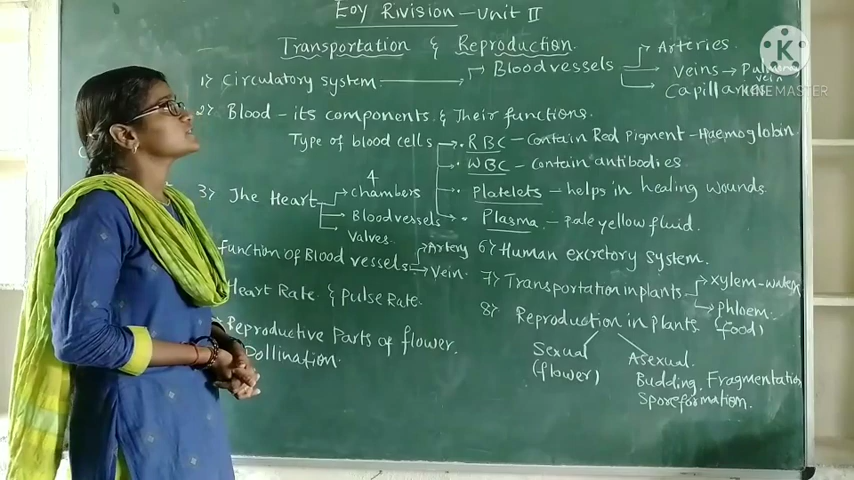 Eoy Rivision - Unit II
Transportation & Reproduction.
1) Circulatory system → Blood vessels → Arteries
Veins → Pulmonary vein
Capillaries
2) Blood - its components & Their functions.
Type of blood cells → RBC - Contain Red Pigment - Haemoglobin
WBC - Contain antibodies
Platelets - helps in healing wounds.
Plasma - Pale yellow fluid.
3) The Heart → 4 chambers
Bloodvessels
Valves
function of Blood vessels → Artery
Vein.
Heart Rate & Pulse Rate.
Reproductive Parts of flower.
Pollination.
6) Human excretory system.
7) Transportation in plants → xylem - water
phloem (food)
8) Reproduction in plants
Sexual (flower)
Asexual.
Budding, Fragmentation
Sporeformation.
KINEMASTER